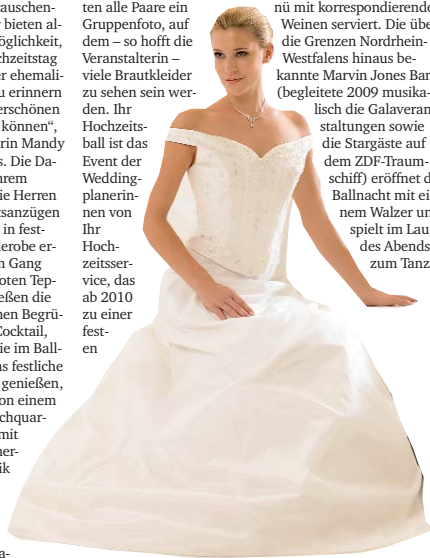 rauschen-
r bieten al-
öglichkeit,
chzeitstag
r ehemali-
u erinnern
erschönen
können“,
rin Mandy
s. Die Da-
hrem
ie Herren
tsanzügen
in fest-
lerobe er-
n Gang
oten Tep-
eßen die
nen Begrü-
Cocktail,
ie im Ball-
as festliche
genießen,
on einem
chquar-
mit
ner-
ik
a-
ten alle Paare ein
Gruppenfoto, auf
dem – so hofft die
Veranstalterin –
viele Brautkleider
zu sehen sein wer-
den. Ihr
Hochzeits-
ball ist das
Event der
Wedding-
planerin-
nen von
Ihr
Hoch-
zeitsser-
vice, das
ab 2010
zu einer
fest-
en
nü mit korrespondierende
Weinen serviert. Die übe
die Grenzen Nordrhein-
Westfalens hinaus be-
kannte Marvin Jones Ban
(begleitete 2009 musika-
lisch die Galaveran
staltungen sowie
die Stargäste auf
dem ZDF-Traum-
schiff) eröffnet d
Ballnacht mit ei
nem Walzer un
spielt im Lau
des Abends
zum Tanz